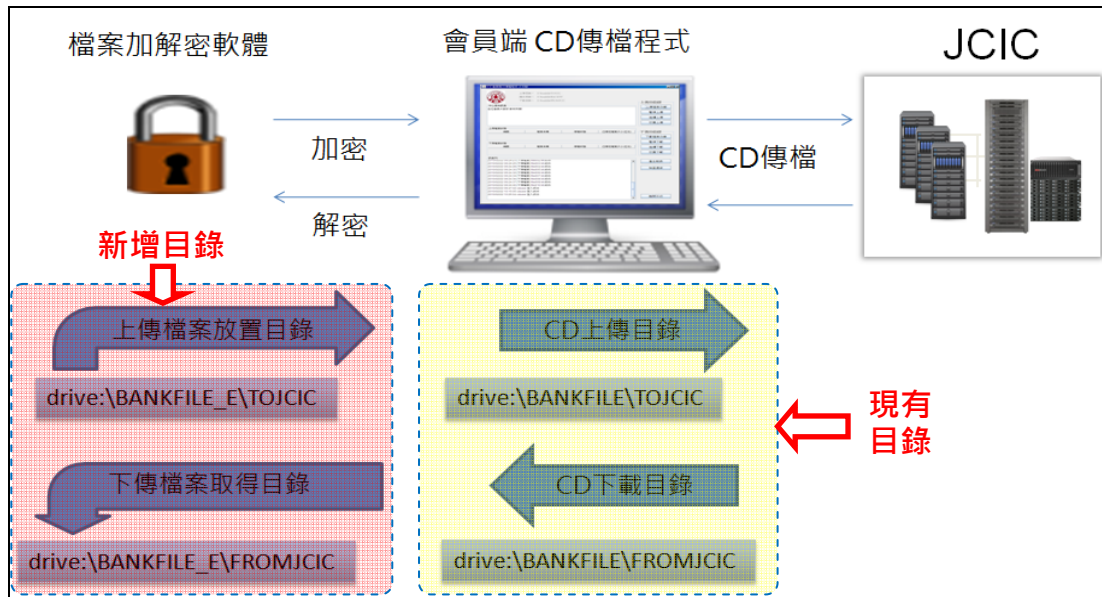 檔案加解密軟體
會員端 CD傳檔程式
JCIC
加密
解密
CD傳檔
新增目錄
上傳檔案放置目錄
drive:\BANKFILE_E\TOJCIC
下傳檔案取得目錄
drive:\BANKFILE_E\FROMJCIC
CD上傳目錄
drive:\BANKFILE\TOJCIC
CD下載目錄
drive:\BANKFILE\FROMJCIC
現有
目錄